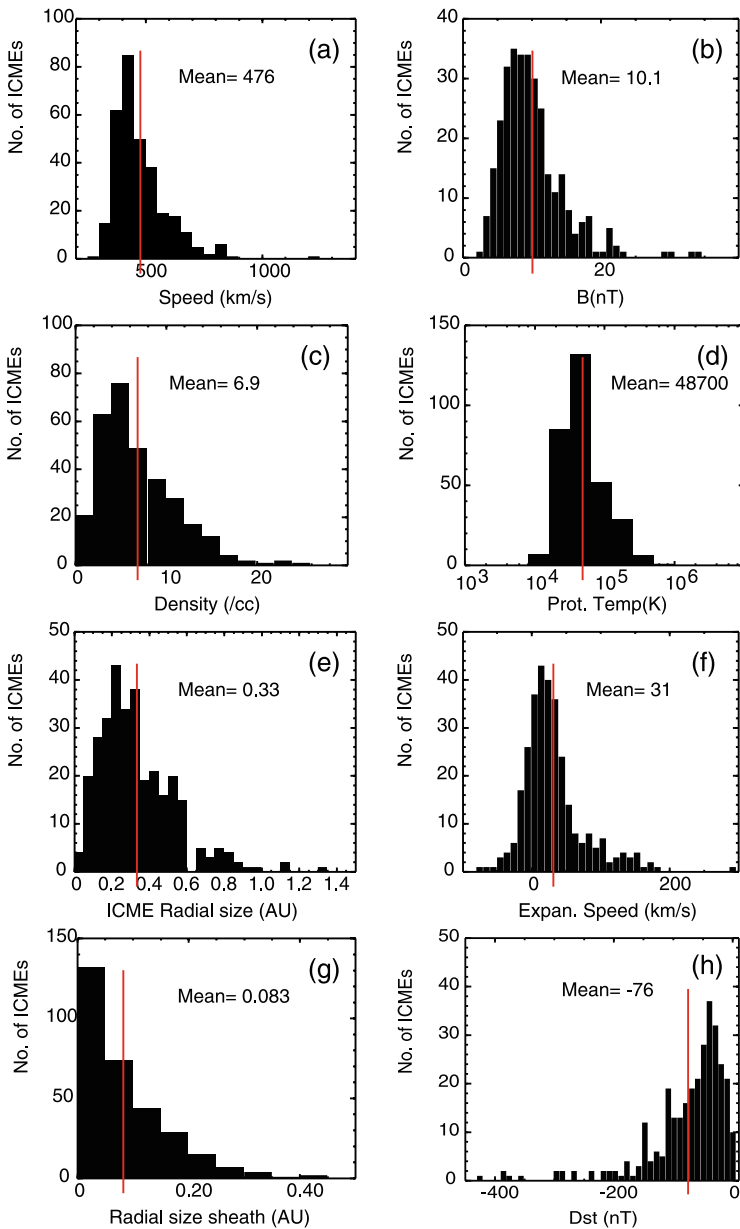 100
80
60
40
20
0
No. of ICMEs
(a)
Mean= 476
500
1000
Speed (km/s)
40
30
20
10
0
No. of ICMEs
(b)
Mean= 10.1
0
20
B(nT)
100
80
60
40
20
0
No. of ICMEs
(c)
Mean= 6.9
0
10
20
Density (/cc)
150
100
50
0
No. of ICMEs
(d)
Mean= 48700
10³
10⁴
10⁵
10⁶
Prot. Temp(K)
50
40
30
20
10
0
No. of ICMEs
(e)
Mean= 0.33
0
0.2
0.4
0.6
0.8
1.0
1.2
1.4
ICME Radial size (AU)
50
40
30
20
10
0
No. of ICMEs
(f)
Mean= 31
0
200
Expan. Speed (km/s)
150
100
50
0
No. of ICMEs
(g)
Mean= 0.083
0
0.20
0.40
Radial size sheath (AU)
50
40
30
20
10
0
No. of ICMEs
(h)
Mean= -76
-400
-200
0
Dst (nT)